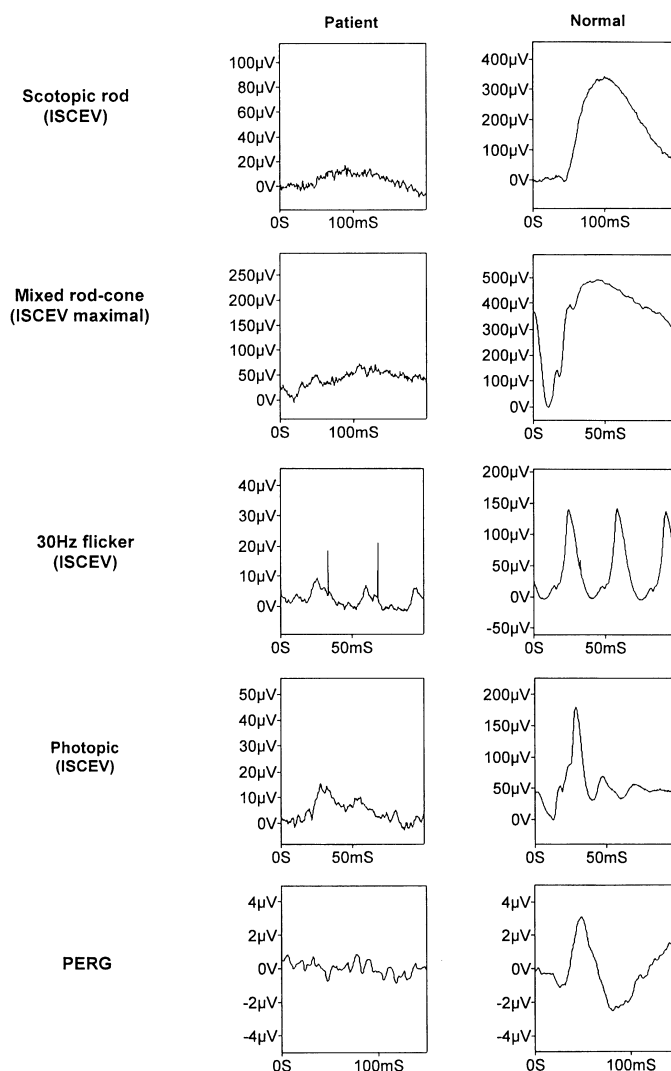 Patient
Normal
Scotopic rod
(ISCEV)
100µV
80µV
60µV
40µV
20µV
0V
0S
100mS
400µV
300µV
200µV
100µV
0V
0S
100mS
Mixed rod-cone
(ISCEV maximal)
250µV
200µV
150µV
100µV
50µV
0V
0S
100mS
500µV
400µV
300µV
200µV
100µV
0V
0S
50mS
30Hz flicker
(ISCEV)
40µV
30µV
20µV
10µV
0V
0S
50mS
200µV
150µV
100µV
50µV
0V
-50µV
0S
50mS
Photopic
(ISCEV)
50µV
40µV
30µV
20µV
10µV
0V
0S
50mS
200µV
150µV
100µV
50µV
0V
0S
50mS
PERG
4µV
2µV
0V
-2µV
-4µV
0S
100mS
4µV
2µV
0V
-2µV
-4µV
0S
100mS